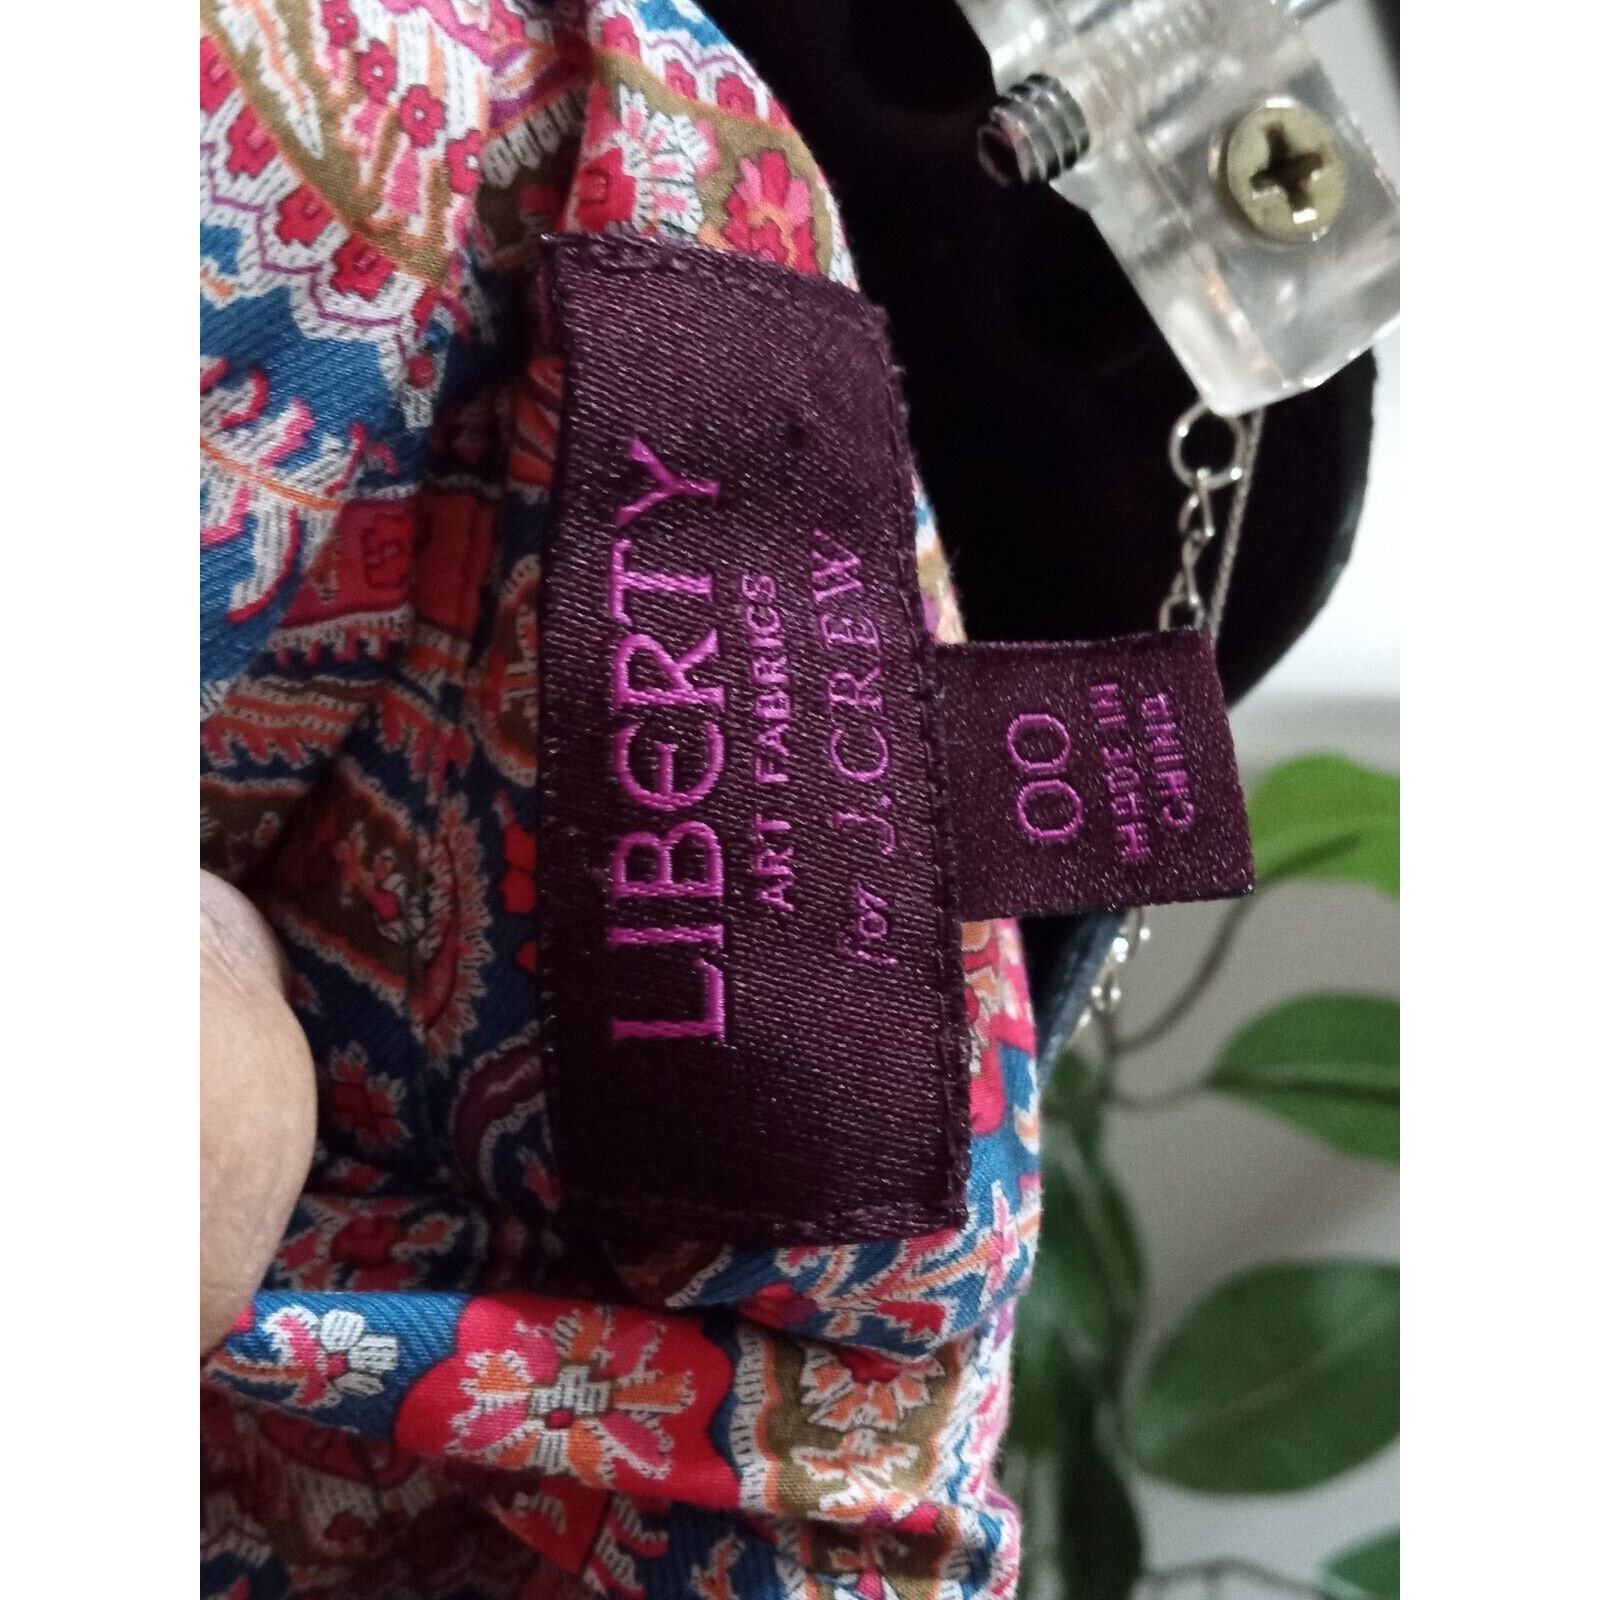 LIBERTY
ART FABRICS
for J.CREW
00
MADE IN
CHINA